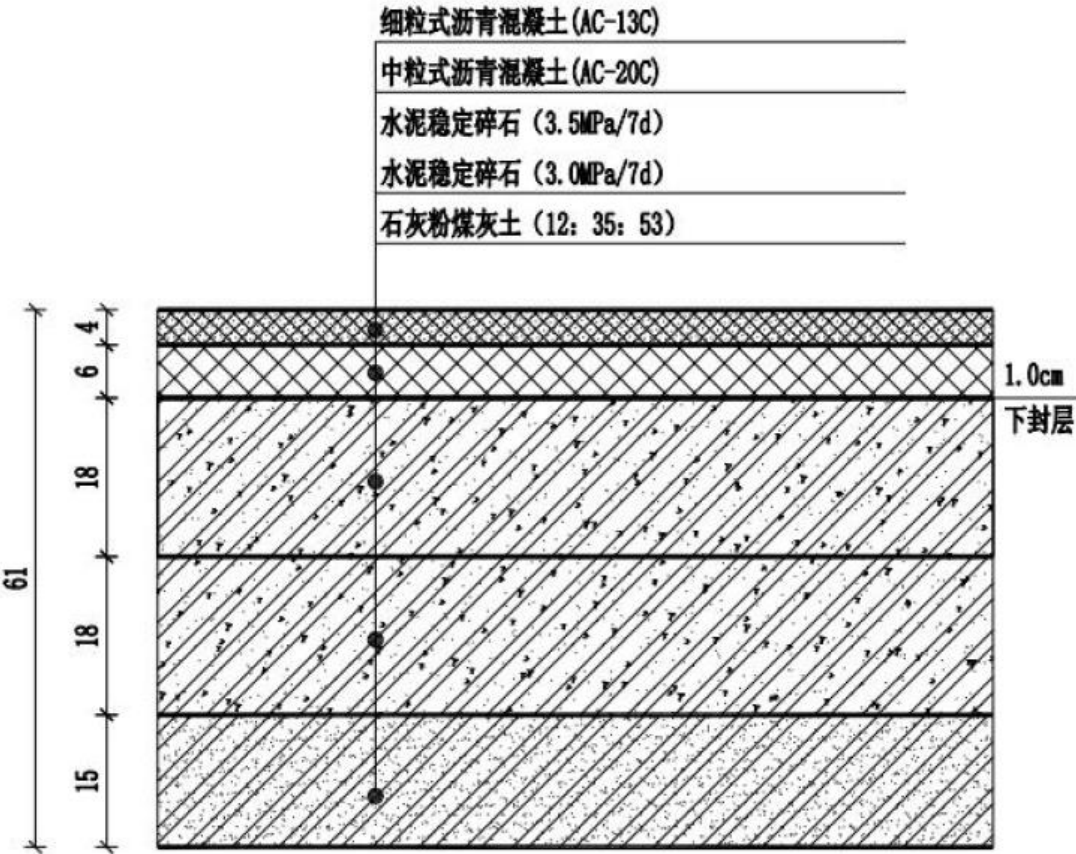 细粒式沥青混凝土(AC-13C)
中粒式沥青混凝土(AC-20C)
水泥稳定碎石（3.5MPa/7d）
水泥稳定碎石（3.0MPa/7d）
石灰粉煤灰土（12：35：53）
4
6
1.0cm
下封层
18
61
18
15